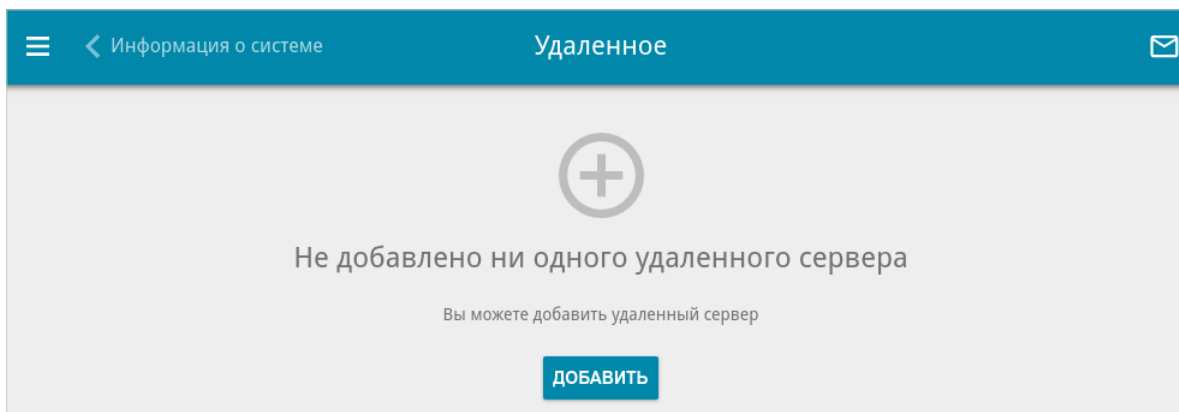 Информация о системе
Удаленное
Не добавлено ни одного удаленного сервера
Вы можете добавить удаленный сервер
ДОБАВИТЬ